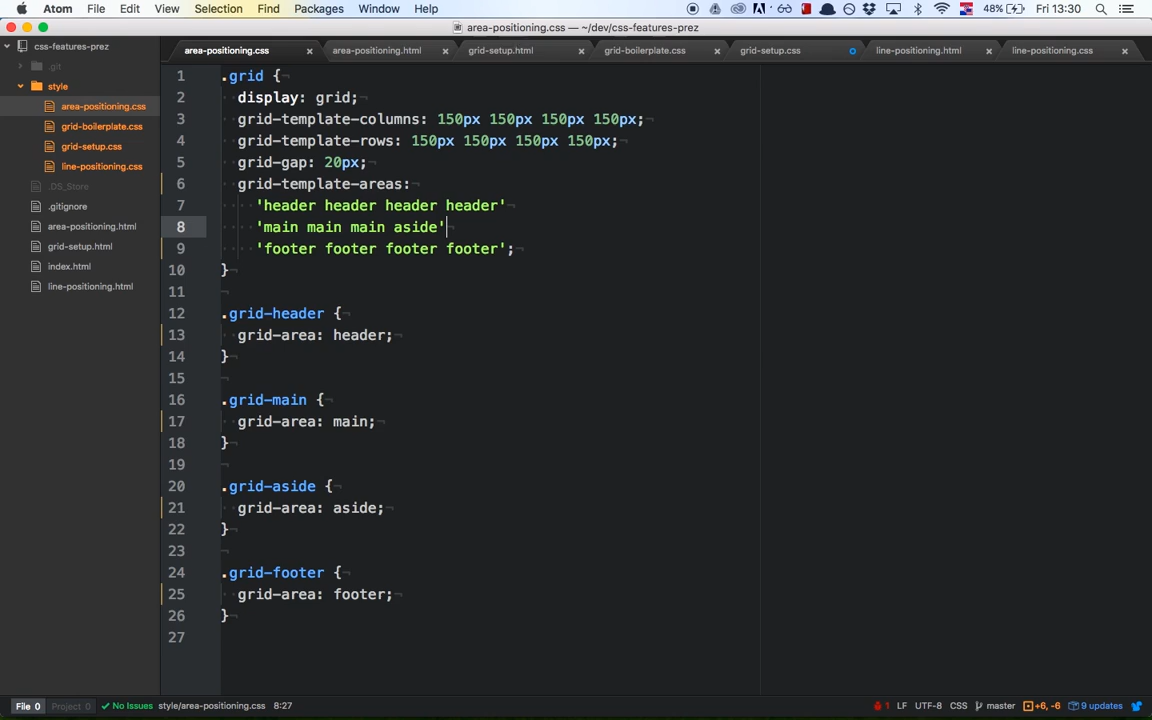 Atom File Edit View Selection Find Packages Window Help 48% Fri 13:30
area-positioning.css — ~/dev/css-features-prez
css-features-prez
.git
style
area-positioning.css
grid-boilerplate.css
grid-setup.css
line-positioning.css
.DS_Store
.gitignore
area-positioning.html
grid-setup.html
index.html
line-positioning.html
area-positioning.css area-positioning.html grid-setup.html grid-boilerplate.css grid-setup.css line-positioning.html line-positioning.css
1 .grid {
2 display: grid;
3 grid-template-columns: 150px 150px 150px 150px;
4 grid-template-rows: 150px 150px 150px 150px;
5 grid-gap: 20px;
6 grid-template-areas:
7 'header header header header'
8 'main main main aside'
9 'footer footer footer footer';
10 }
11
12 .grid-header {
13 grid-area: header;
14 }
15
16 .grid-main {
17 grid-area: main;
18 }
19
20 .grid-aside {
21 grid-area: aside;
22 }
23
24 .grid-footer {
25 grid-area: footer;
26 }
27
File 0 Project 0 No Issues style/area-positioning.css 8:27 1 LF UTF-8 CSS master +6, -6 9 updates